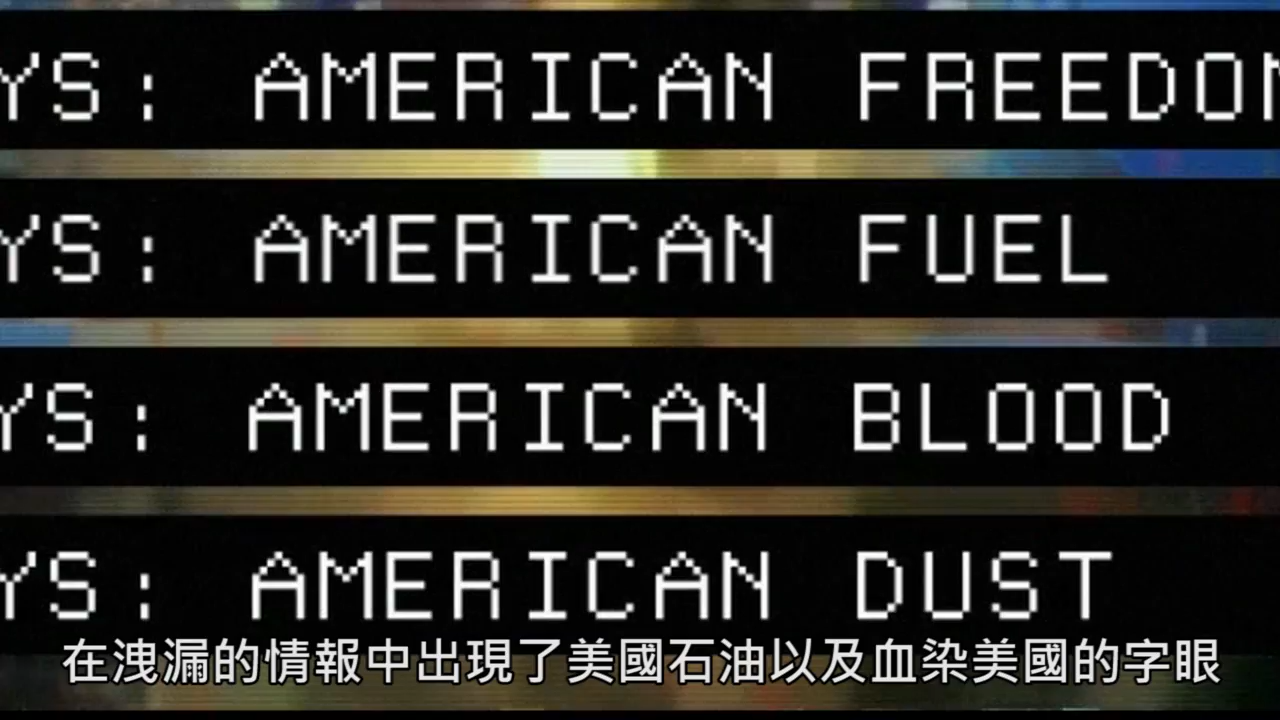 YS: AMERICAN FREEDOM
YS: AMERICAN FUEL
YS: AMERICAN BLOOD
YS: AMERICAN DUST
在洩漏的情報中出現了美國石油以及血染美國的字眼